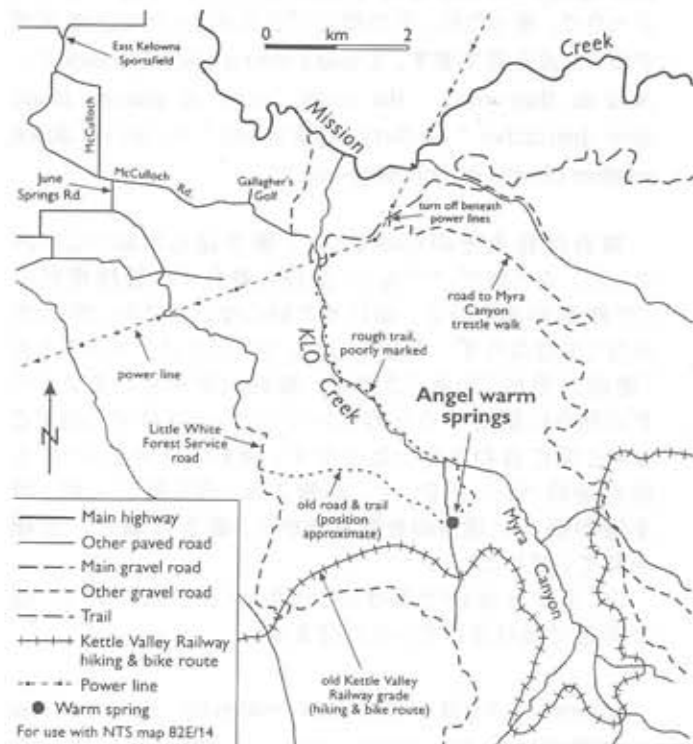 East Kelowna
Sportsfield
0
km
2
Creek
Mission
McCulloch
June
Springs Rd.
McCulloch
Rd.
Gallagher's
Golf
turn off beneath
power lines
road to Myra
Canyon
trestle walk
KLO
Creek
rough trail,
poorly marked
power line
N
Angel warm
springs
Little White
Forest Service
road
old road & trail
(position
approximate)
Myra
Canyon
old Kettle Valley
Railway grade
(hiking & bike route)
Main highway
Other paved road
Main gravel road
Other gravel road
Trail
Kettle Valley Railway
hiking & bike route
Power line
Warm spring
For use with NTS map 82E/14